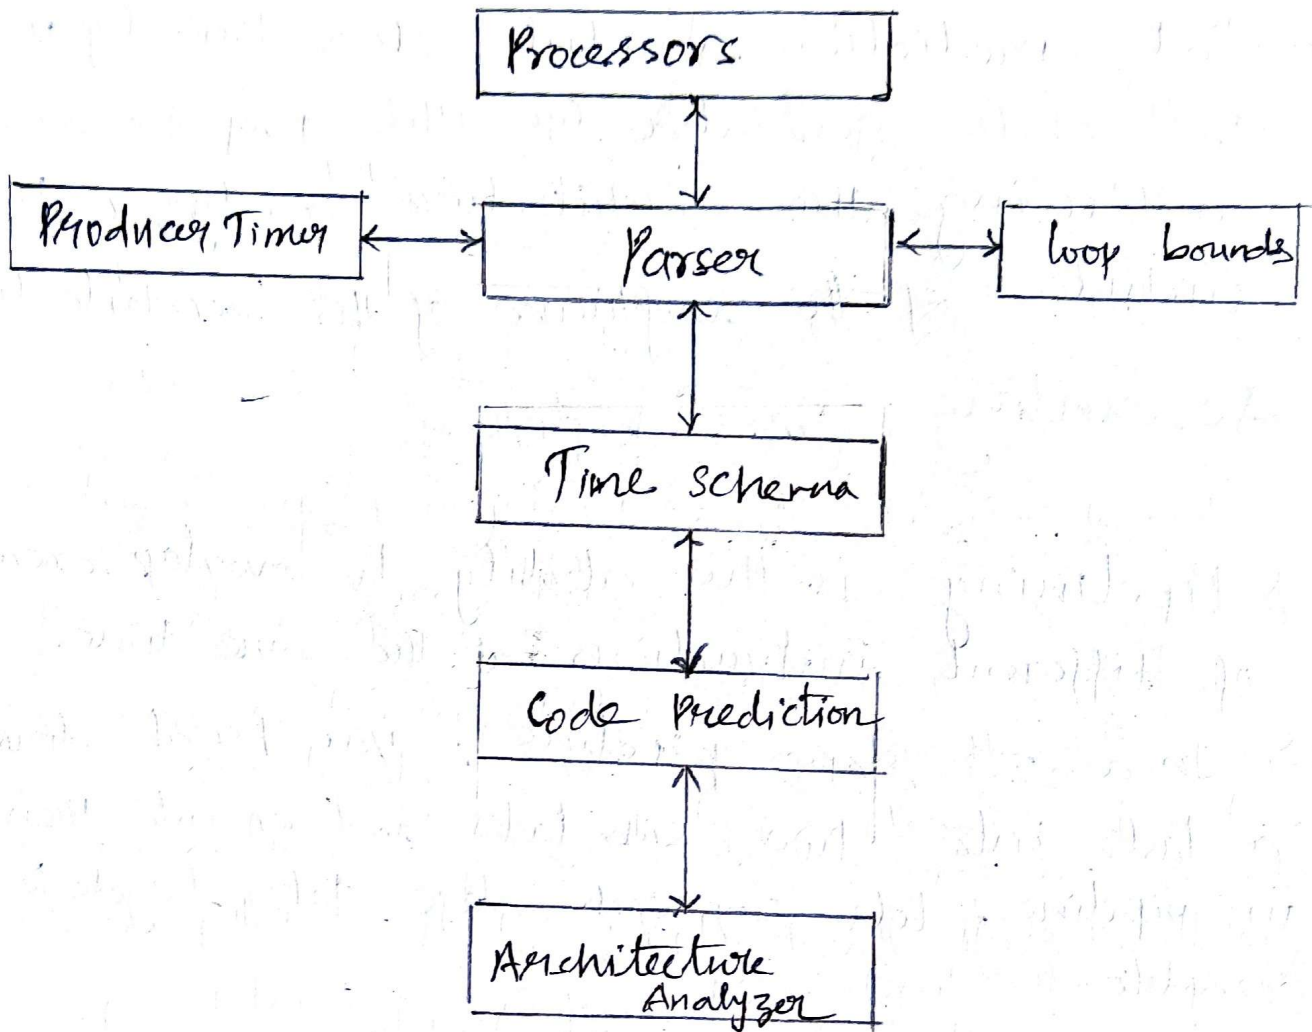 Processors
Producer Timer
Parser
loop bounds
Time schema
Code Prediction
Architecture
Analyzer